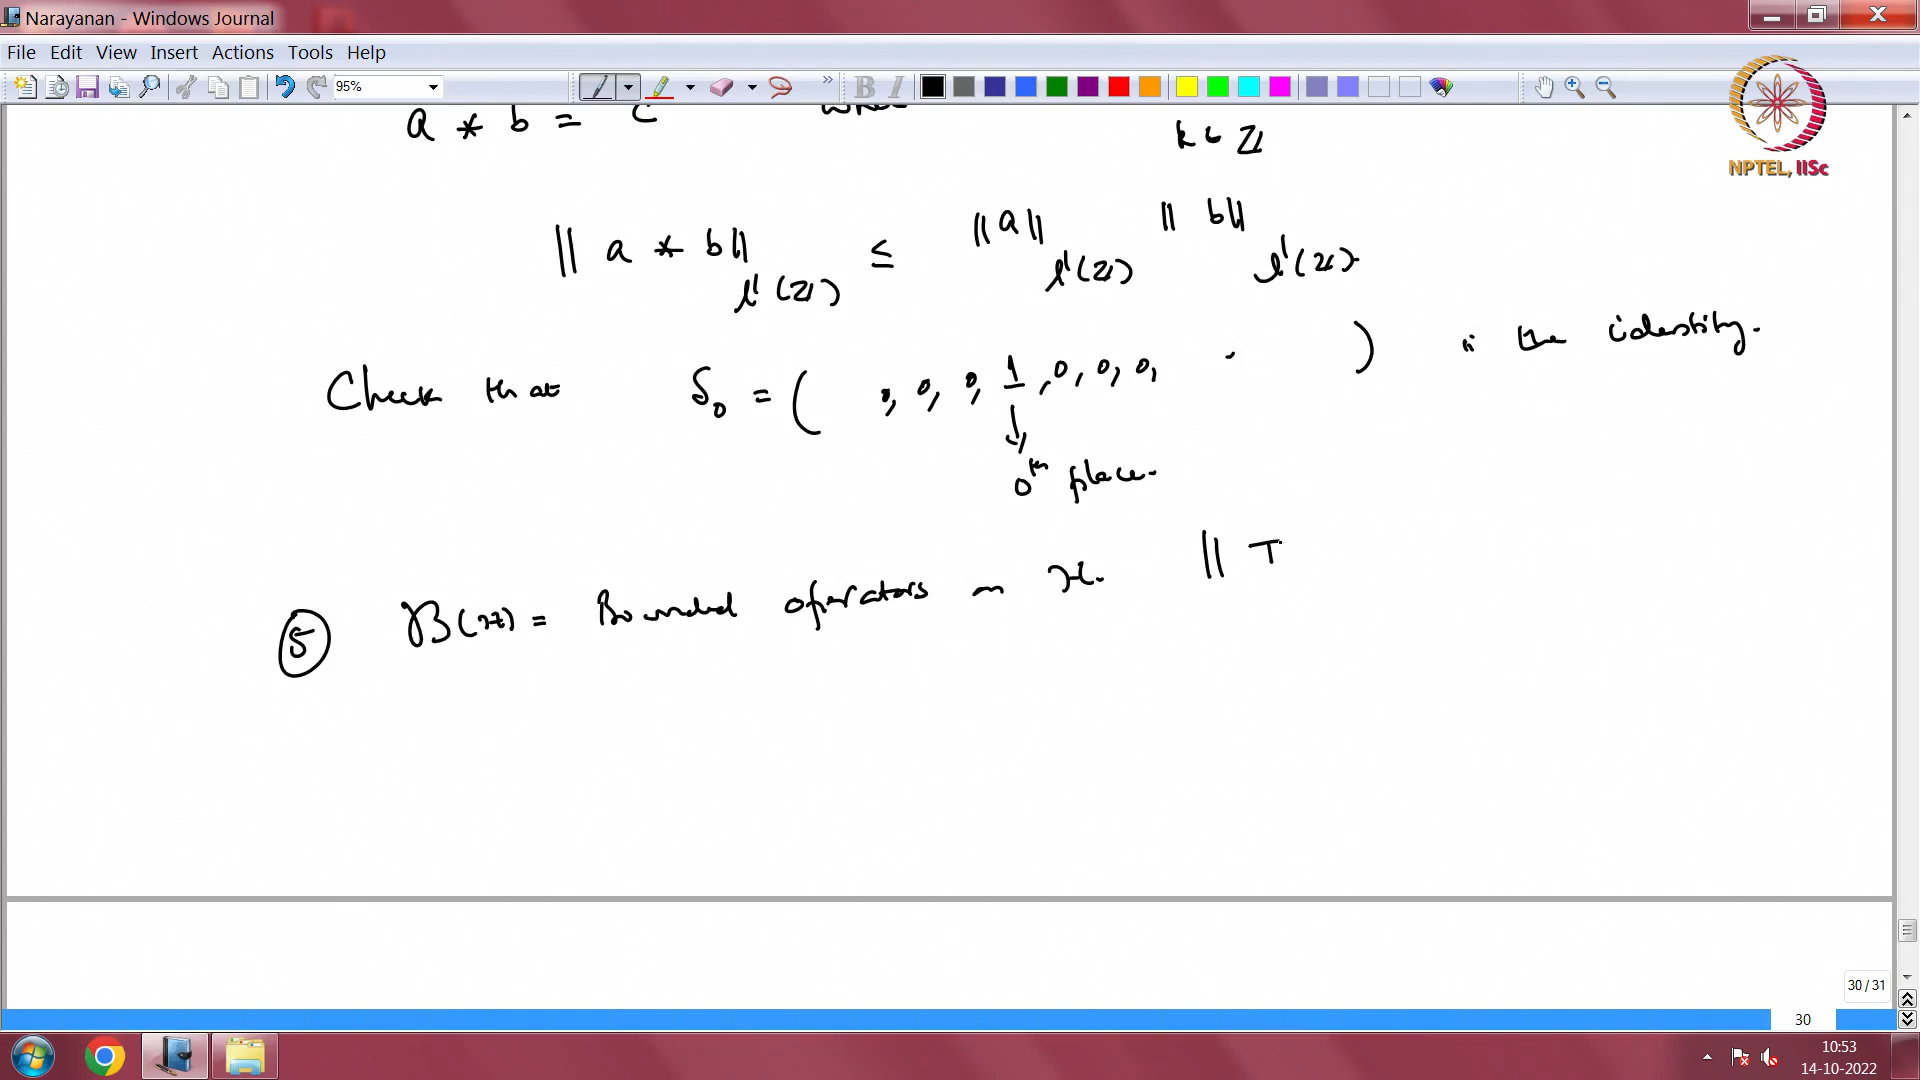 Narayanan - Windows Journal
File Edit View Insert Actions Tools Help
95%
B I
NPTEL, IISc
a * b = c
k ∈ ℤ
|| a * b ||_{l¹(ℤ)} ≤ ||a||_{l¹(ℤ)} ||b||_{l¹(ℤ)}
Check that δ₀ = ( 0, 0, 0, 1, 0, 0, 0, . ) is the identity.
0th place.
⑤ B(H) = Bounded operators on H. || T
30 / 31
30
10:53
14-10-2022